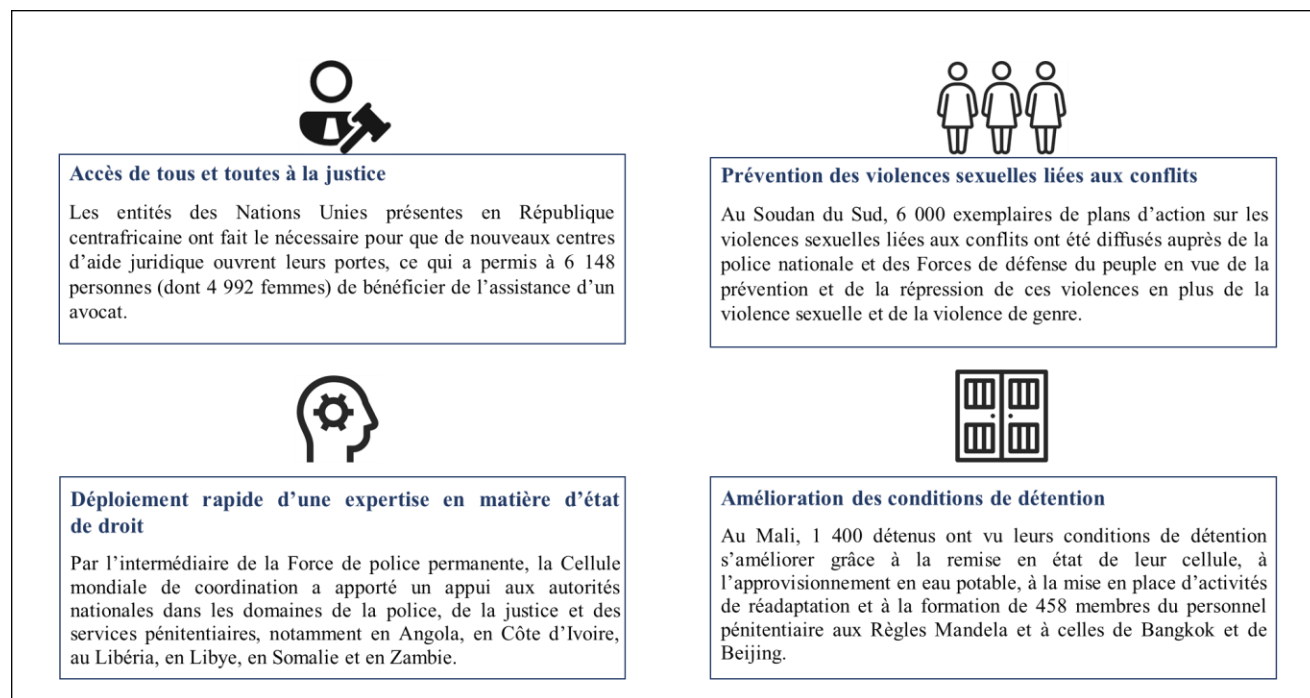 Accès de tous et toutes à la justice
Les entités des Nations Unies présentes en République
centrafricaine ont fait le nécessaire pour que de nouveaux centres
d’aide juridique ouvrent leurs portes, ce qui a permis à 6 148
personnes (dont 4 992 femmes) de bénéficier de l’assistance d’un
avocat.
Prévention des violences sexuelles liées aux conflits
Au Soudan du Sud, 6 000 exemplaires de plans d’action sur les
violences sexuelles liées aux conflits ont été diffusés auprès de la
police nationale et des Forces de défense du peuple en vue de la
prévention et de la répression de ces violences en plus de la
violence sexuelle et de la violence de genre.
Déploiement rapide d’une expertise en matière d’état
de droit
Par l’intermédiaire de la Force de police permanente, la Cellule
mondiale de coordination a apporté un appui aux autorités
nationales dans les domaines de la police, de la justice et des
services pénitentiaires, notamment en Angola, en Côte d’Ivoire,
au Libéria, en Libye, en Somalie et en Zambie.
Amélioration des conditions de détention
Au Mali, 1 400 détenus ont vu leurs conditions de détention
s’améliorer grâce à la remise en état de leur cellule, à
l’approvisionnement en eau potable, à la mise en place d’activités
de réadaptation et à la formation de 458 membres du personnel
pénitentiaire aux Règles Mandela et à celles de Bangkok et de
Beijing.